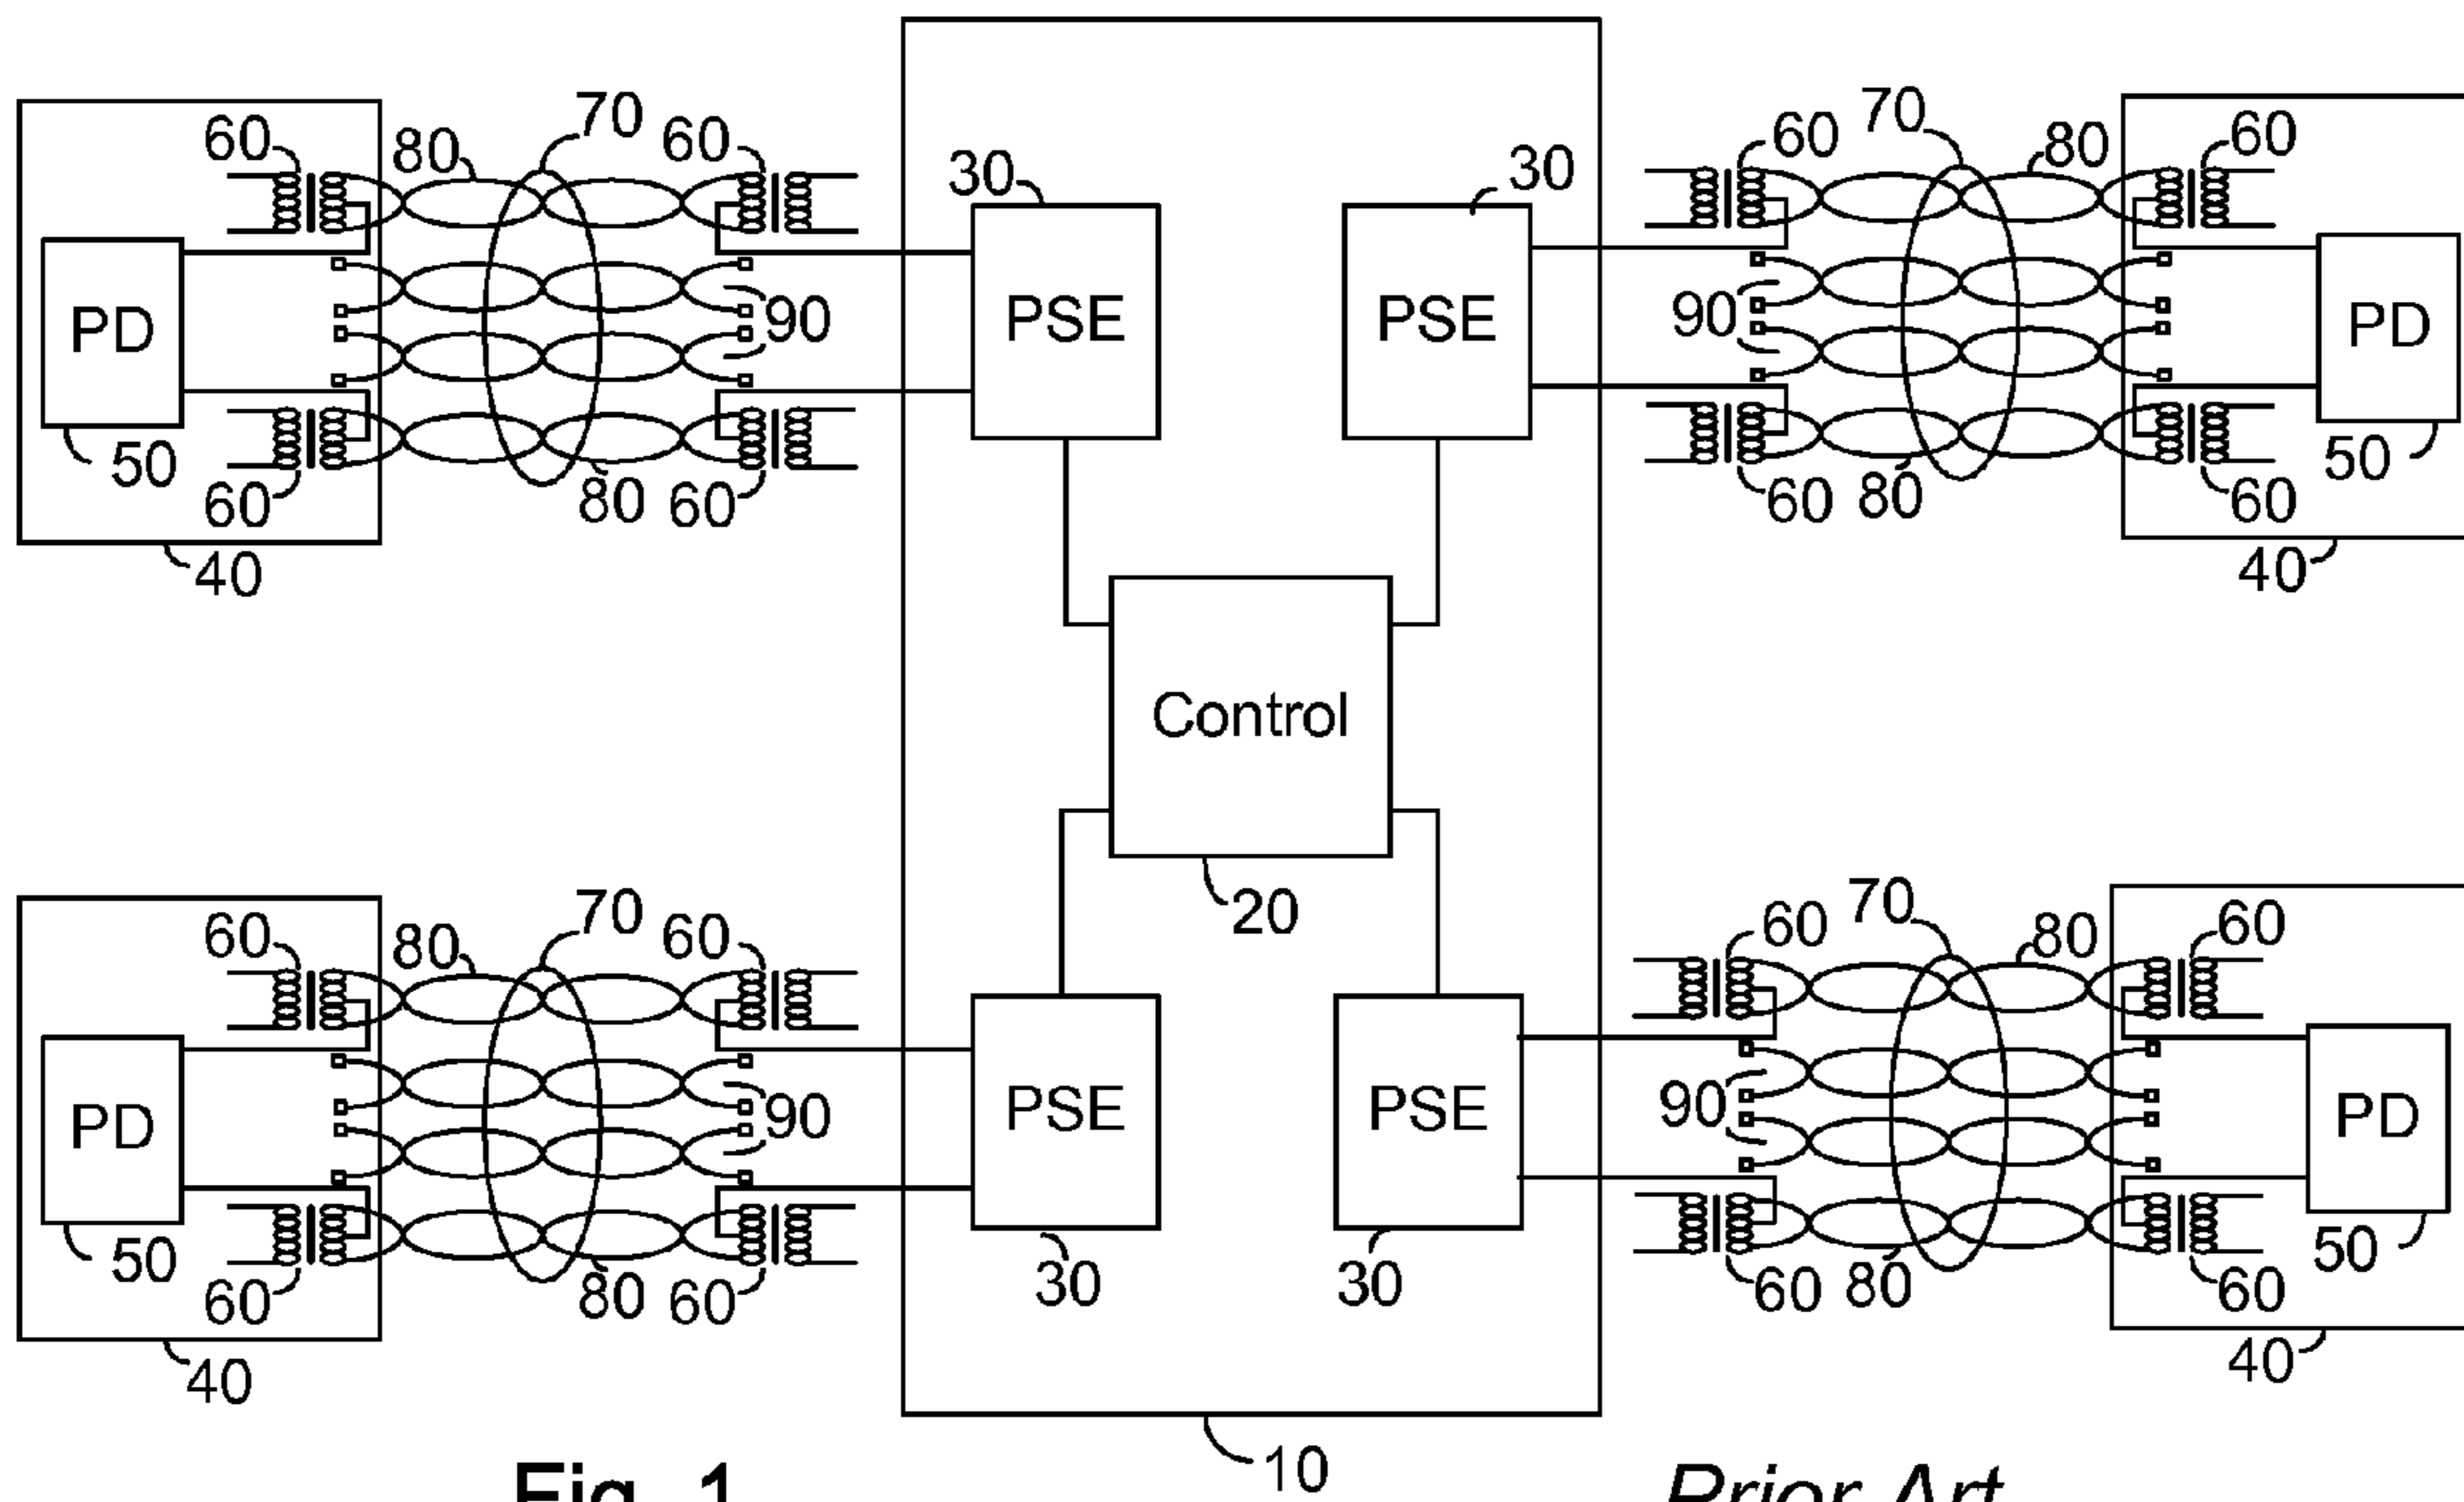 70 70
60 80 60 60 80 60
30 30
PD PSE PSE PD
90 90
50 50
60 80 60 60 80 60
40 40
Control
20
70 70
60 80 60 60 80 60
PD PSE PSE PD
90 90
50 50
60 80 60 30 30 60 80 60
40 40
10
Fig. 1 Prior Art